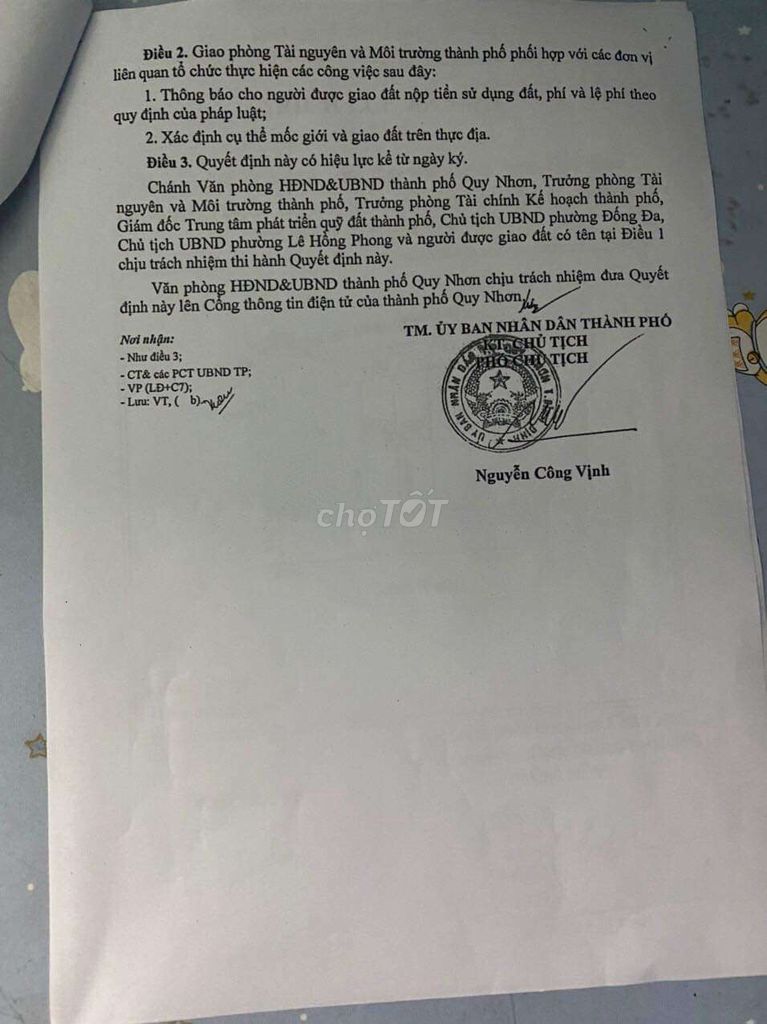 Điều 2. Giao phòng Tài nguyên và Môi trường thành phố phối hợp với các đơn vị
liên quan tổ chức thực hiện các công việc sau đây:
1. Thông báo cho người được giao đất nộp tiền sử dụng đất, phí và lệ phí theo
quy định của pháp luật;
2. Xác định cụ thể mốc giới và giao đất trên thực địa.
Điều 3. Quyết định này có hiệu lực kể từ ngày ký.
Chánh Văn phòng HĐND&UBND thành phố Quy Nhơn, Trưởng phòng Tài
nguyên và Môi trường thành phố, Trưởng phòng Tài chính Kế hoạch thành phố,
Giám đốc Trung tâm phát triển quỹ đất thành phố, Chủ tịch UBND phường Đống Đa,
Chủ tịch UBND phường Lê Hồng Phong và người được giao đất có tên tại Điều 1
chịu trách nhiệm thi hành Quyết định này.
Văn phòng HĐND&UBND thành phố Quy Nhơn chịu trách nhiệm đưa Quyết
định này lên Cổng thông tin điện tử của thành phố Quy Nhơn.
TM. ỦY BAN NHÂN DÂN THÀNH PHỐ
KT. CHỦ TỊCH
PHÓ CHỦ TỊCH
Nơi nhận:
- Như điều 3;
- CT& các PCT UBND TP;
- VP (LĐ+C7);
- Lưu: VT, ( b).
Nguyễn Công Vịnh
chợTỐT